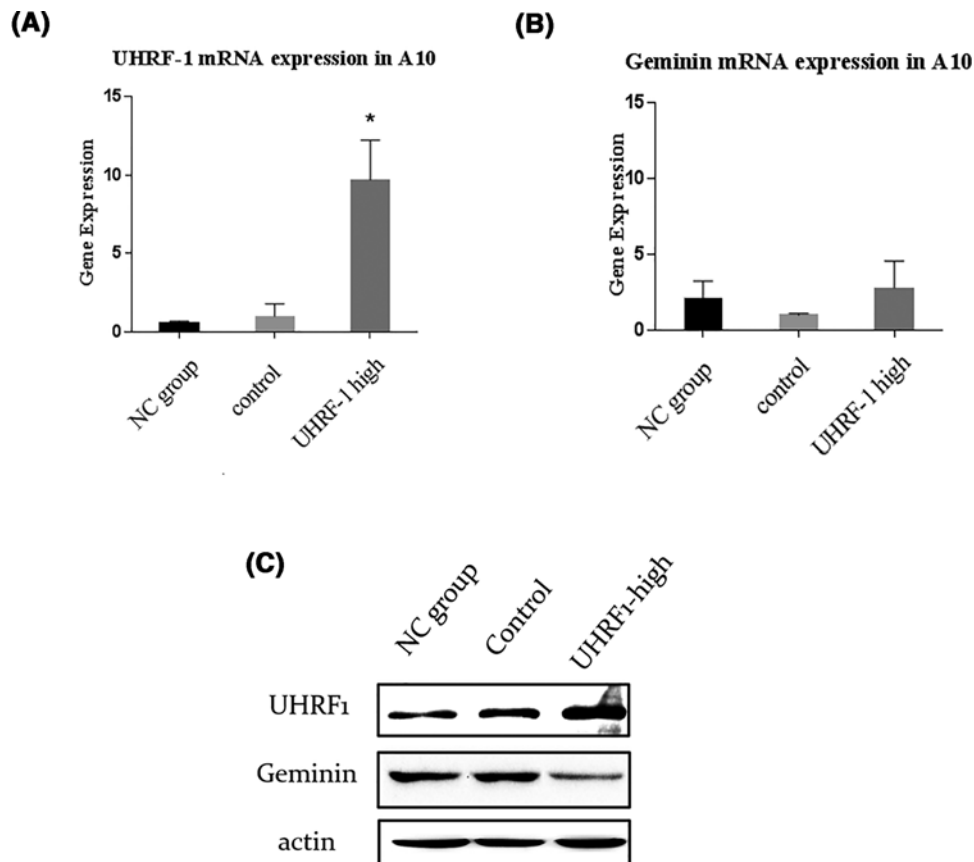 (A)
UHRF-1 mRNA expression in A10
Gene Expression
15
10
5
0
*
NC group
control
UHRF-1 high
(B)
Geminin mRNA expression in A10
Gene Expression
15
10
5
0
NC group
control
UHRF-1 high
(C)
NC group
Control
UHRF1-high
UHRF1
Geminin
actin